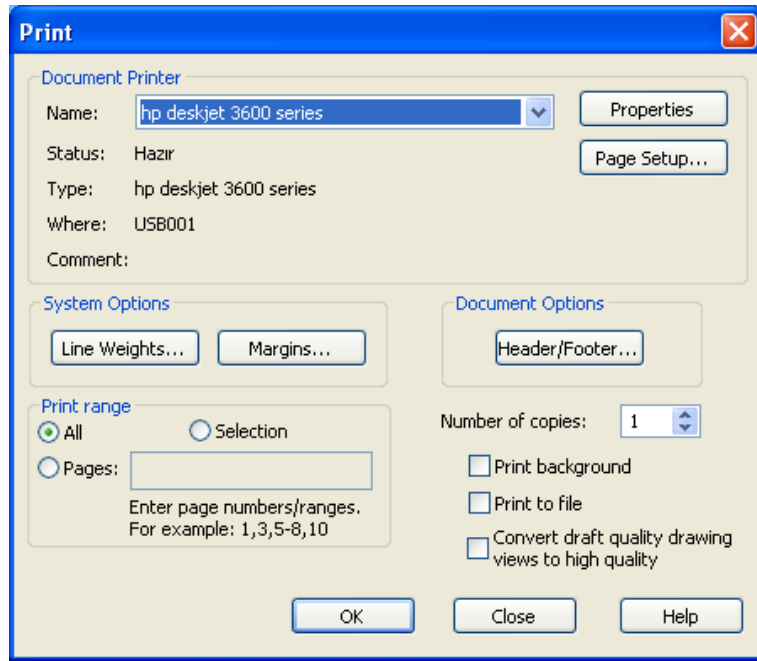 Print
Document Printer
Name: hp deskjet 3600 series
Properties
Status: Hazır
Page Setup...
Type: hp deskjet 3600 series
Where: USB001
Comment:
System Options
Line Weights... Margins...
Document Options
Header/Footer...
Print range
All Selection
Pages:
Enter page numbers/ranges.
For example: 1,3,5-8,10
Number of copies: 1
Print background
Print to file
Convert draft quality drawing
views to high quality
OK Close Help